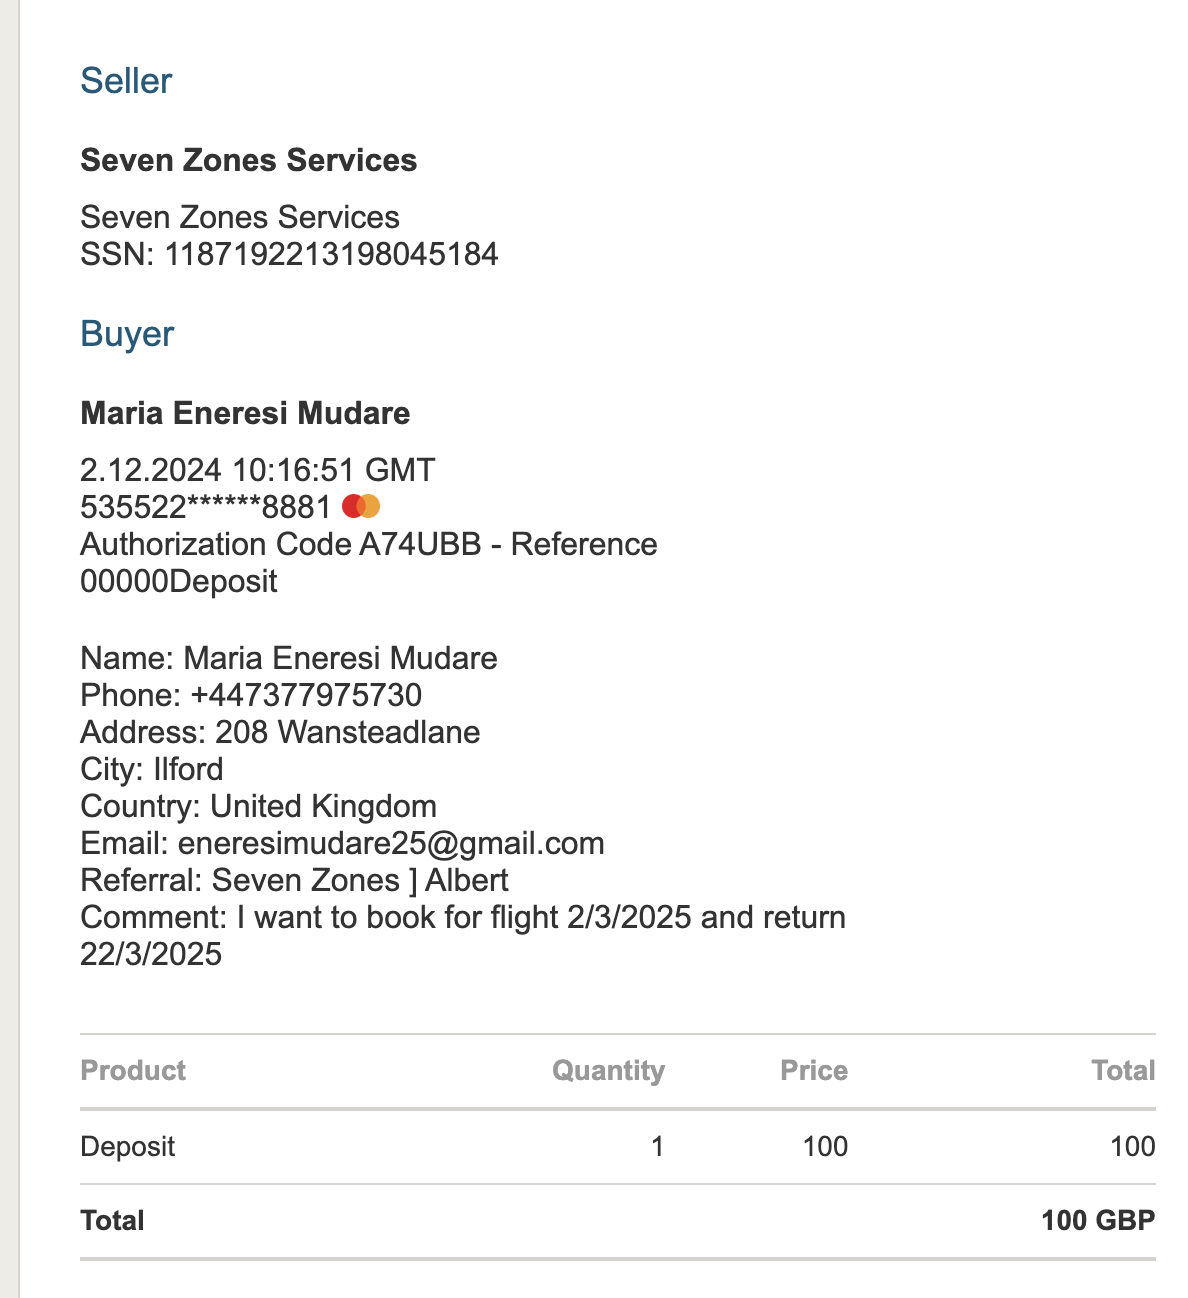 Seller
Seven Zones Services
Seven Zones Services
SSN: 1187192213198045184
Buyer
Maria Eneresi Mudare
2.12.2024 10:16:51 GMT
535522******8881
Authorization Code A74UBB - Reference
00000Deposit
Name: Maria Eneresi Mudare
Phone: +447377975730
Address: 208 Wansteadlane
City: Ilford
Country: United Kingdom
Email: eneresimudare25@gmail.com
Referral: Seven Zones ] Albert
Comment: I want to book for flight 2/3/2025 and return
22/3/2025
Product Quantity Price Total
Deposit 1 100 100
Total 100 GBP